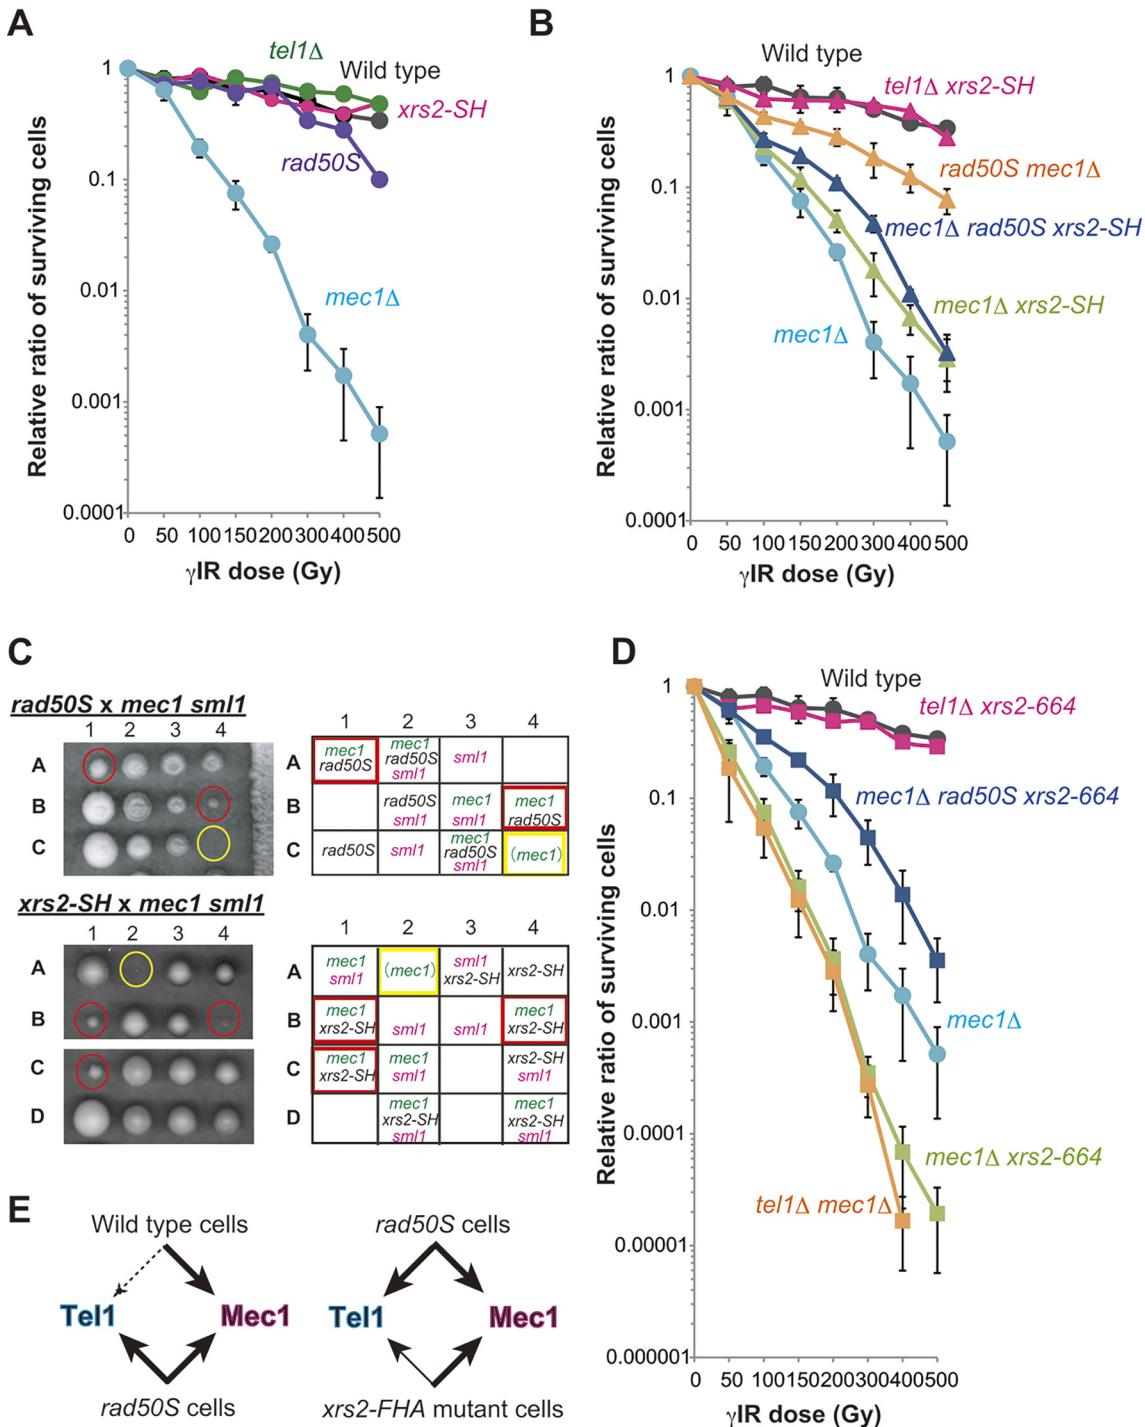 A
tel1Δ
Wild type
xrs2-SH
rad50S
mec1Δ
1
0.1
0.01
0.001
0.0001
Relative ratio of surviving cells
0 50 100 150 200 300 400 500
γIR dose (Gy)
B
Wild type
tel1Δ xrs2-SH
rad50S mec1Δ
mec1Δ rad50S xrs2-SH
mec1Δ xrs2-SH
mec1Δ
1
0.1
0.01
0.001
0.0001
Relative ratio of surviving cells
0 50 100 150 200 300 400 500
γIR dose (Gy)
C
rad50S x mec1 sml1
1 2 3 4
A
B
C
1 2 3 4
A
mec1 rad50S
mec1 rad50S sml1
sml1
B
rad50S sml1
mec1 sml1
mec1 rad50S
C
rad50S
sml1
mec1 rad50S sml1
(mec1)
xrs2-SH x mec1 sml1
1 2 3 4
A
B
C
D
1 2 3 4
A
mec1 sml1
(mec1)
sml1 xrs2-SH
xrs2-SH
B
mec1 xrs2-SH
sml1
sml1
mec1 xrs2-SH
C
mec1 xrs2-SH
mec1 sml1
xrs2-SH sml1
D
mec1 xrs2-SH sml1
mec1 xrs2-SH sml1
D
Wild type
tel1Δ xrs2-664
mec1Δ rad50S xrs2-664
mec1Δ
mec1Δ xrs2-664
tel1Δ mec1Δ
1
0.1
0.01
0.001
0.0001
0.00001
0.000001
Relative ratio of surviving cells
0 50 100 150 200 300 400 500
γIR dose (Gy)
E
Wild type cells
Tel1 Mec1
rad50S cells
rad50S cells
Tel1 Mec1
xrs2-FHA mutant cells